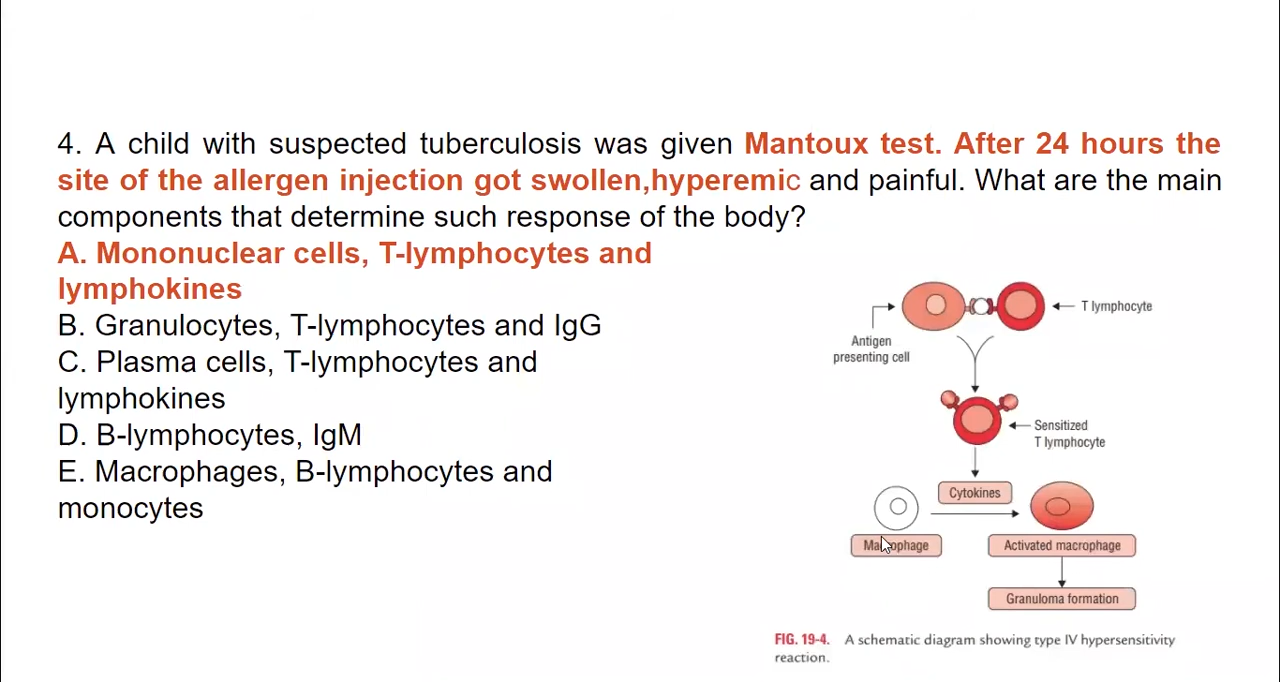 4. A child with suspected tuberculosis was given Mantoux test. After 24 hours the
site of the allergen injection got swollen,hyperemic and painful. What are the main
components that determine such response of the body?
A. Mononuclear cells, T-lymphocytes and
lymphokines
B. Granulocytes, T-lymphocytes and IgG
C. Plasma cells, T-lymphocytes and
lymphokines
D. B-lymphocytes, IgM
E. Macrophages, B-lymphocytes and
monocytes
T lymphocyte
Antigen
presenting cell
Sensitized
T lymphocyte
Cytokines
Macrophage
Activated macrophage
Granuloma formation
FIG. 19-4. A schematic diagram showing type IV hypersensitivity
reaction.